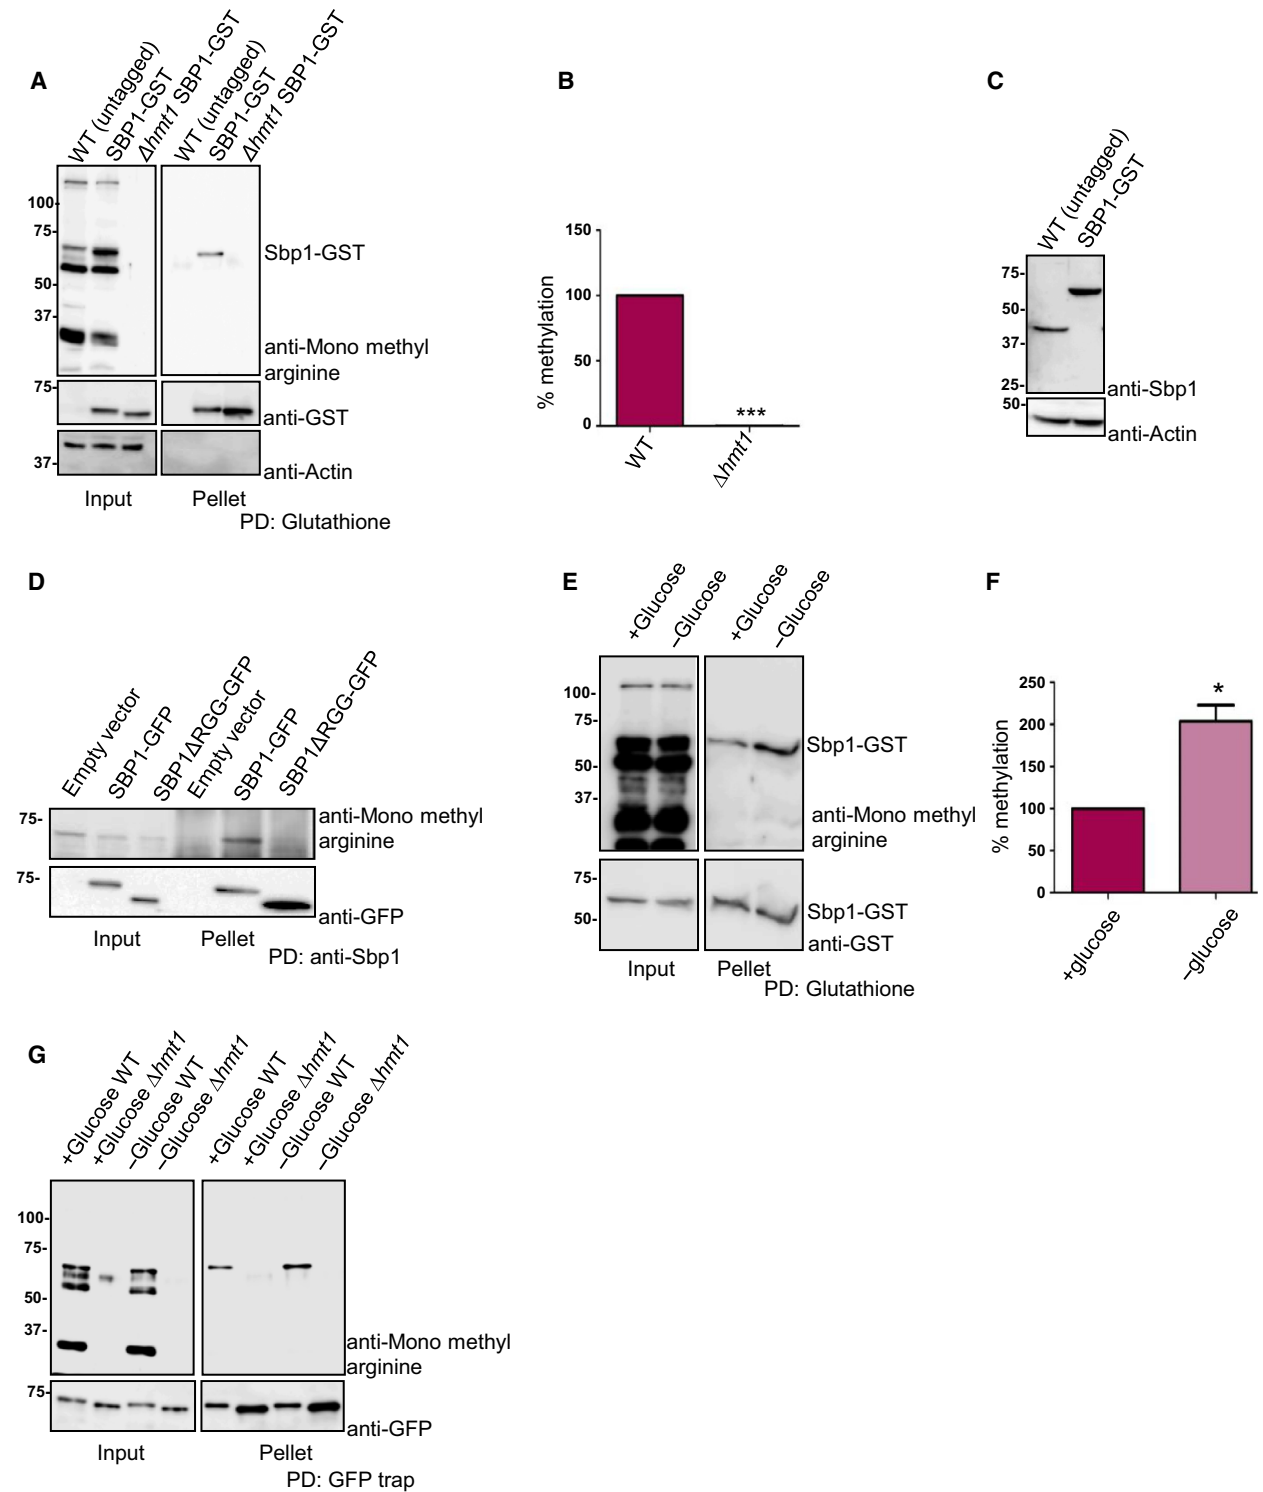 A
WT (untagged)
SBP1-GST
Δhmt1 SBP1-GST
WT (untagged)
SBP1-GST
Δhmt1 SBP1-GST
100-
75-
50-
37-
Sbp1-GST
anti-Mono methyl
arginine
75-
anti-GST
37-
anti-Actin
Input
Pellet
PD: Glutathione
B
% methylation
150
100
50
0
***
WT
Δhmt1
C
WT (untagged)
SBP1-GST
75-
50-
37-
25-
anti-Sbp1
50-
anti-Actin
D
Empty vector
SBP1-GFP
SBP1ΔRGG-GFP
Empty vector
SBP1-GFP
SBP1ΔRGG-GFP
75-
anti-Mono methyl
arginine
75-
anti-GFP
Input
Pellet
PD: anti-Sbp1
E
+Glucose
–Glucose
+Glucose
–Glucose
100-
75-
50-
37-
Sbp1-GST
anti-Mono methyl
arginine
75-
50-
Sbp1-GST
anti-GST
Input
Pellet
PD: Glutathione
F
% methylation
250
200
150
100
50
0
*
+glucose
–glucose
G
+Glucose WT
+Glucose Δhmt1
–Glucose WT
–Glucose Δhmt1
+Glucose WT
+Glucose Δhmt1
–Glucose WT
–Glucose Δhmt1
100-
75-
50-
37-
anti-Mono methyl
arginine
75-
anti-GFP
Input
Pellet
PD: GFP trap